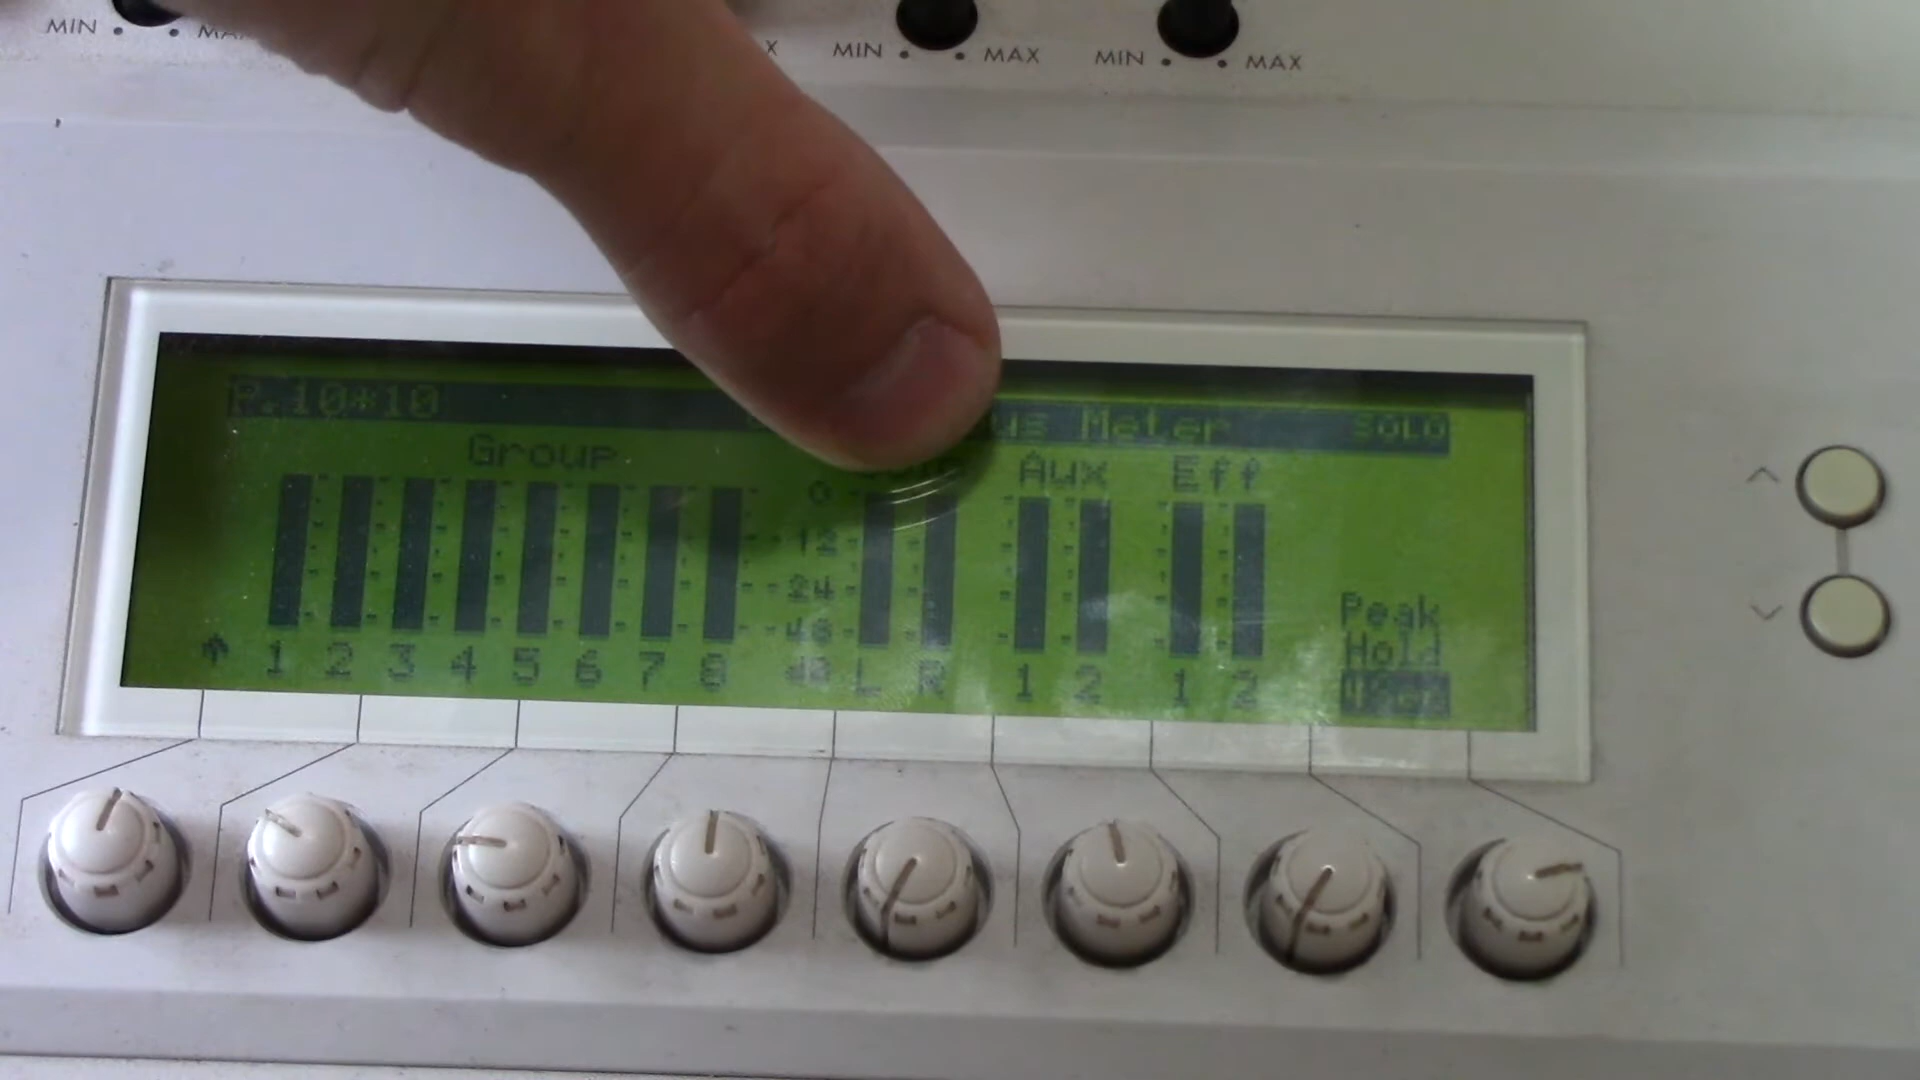 MIN
MIN MAX
MIN MAX
P.10*10 Meter SOLO
Group Aux Eff
0
12
24
48
1 2 3 4 5 6 7 8 dB L R 1 2 1 2
Peak
Hold